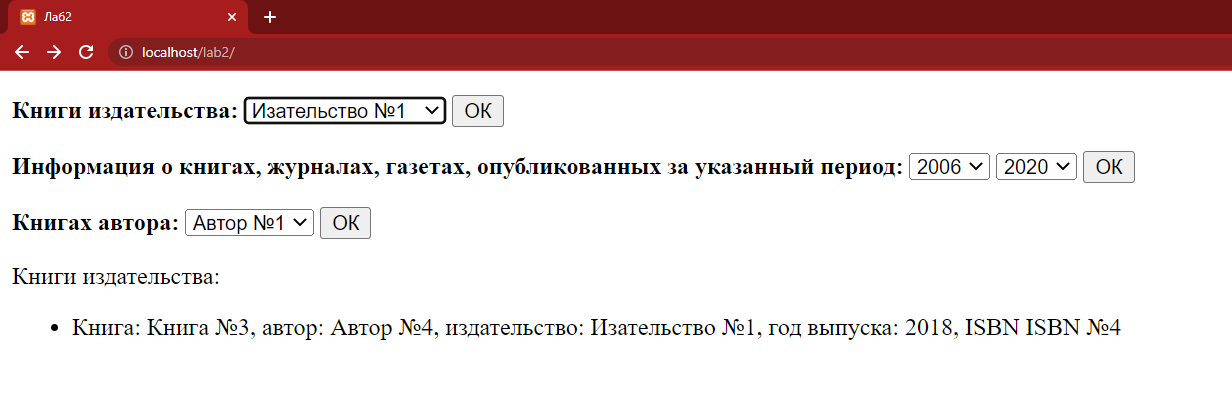 Лаб2
localhost/lab2/
Книги издательства: Изательство №1 ОК
Информация о книгах, журналах, газетах, опубликованных за указанный период: 2006 2020 ОК
Книгах автора: Автор №1 ОК
Книги издательства:
• Книга: Книга №3, автор: Автор №4, издательство: Изательство №1, год выпуска: 2018, ISBN ISBN №4